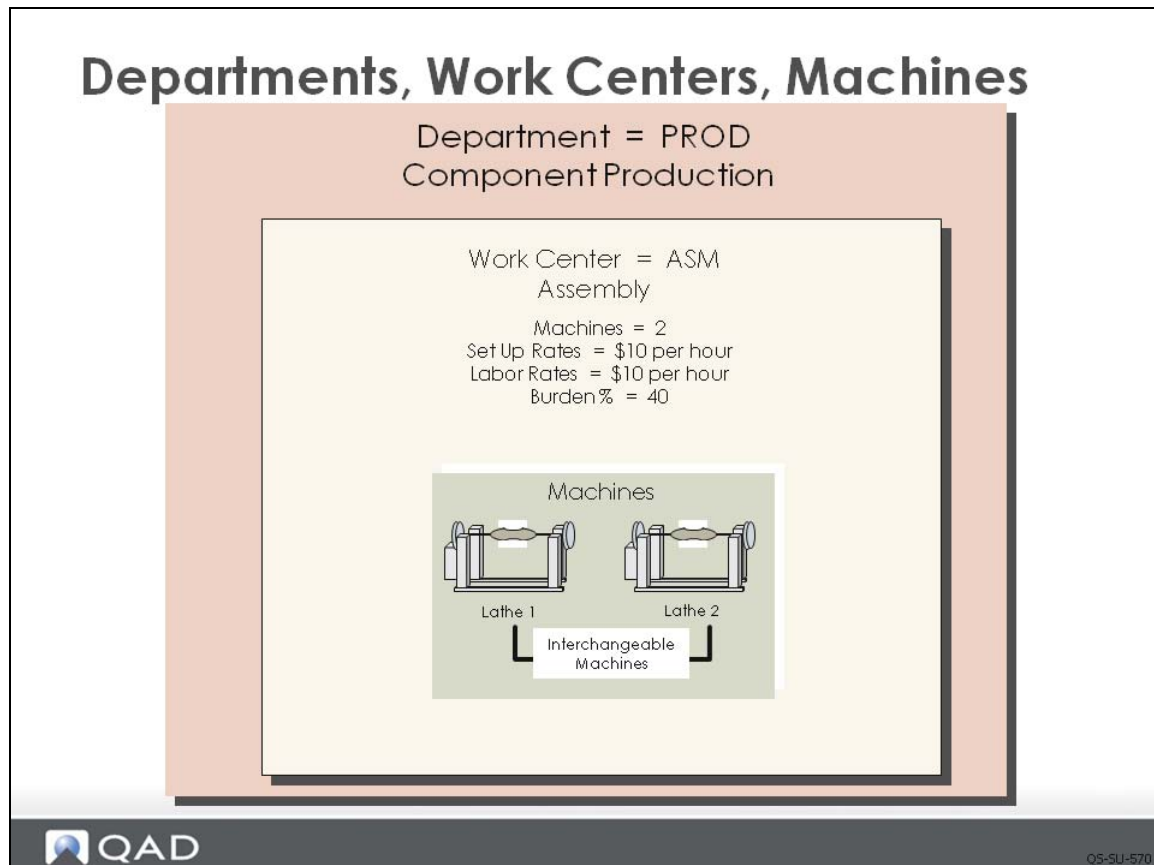 Departments, Work Centers, Machines
Department = PROD
Component Production
Work Center = ASM
Assembly
Machines = 2
Set Up Rates = $10 per hour
Labor Rates = $10 per hour
Burden% = 40
Machines
Lathe 1
Lathe 2
Interchangeable
Machines
QAD
QS-SU-570